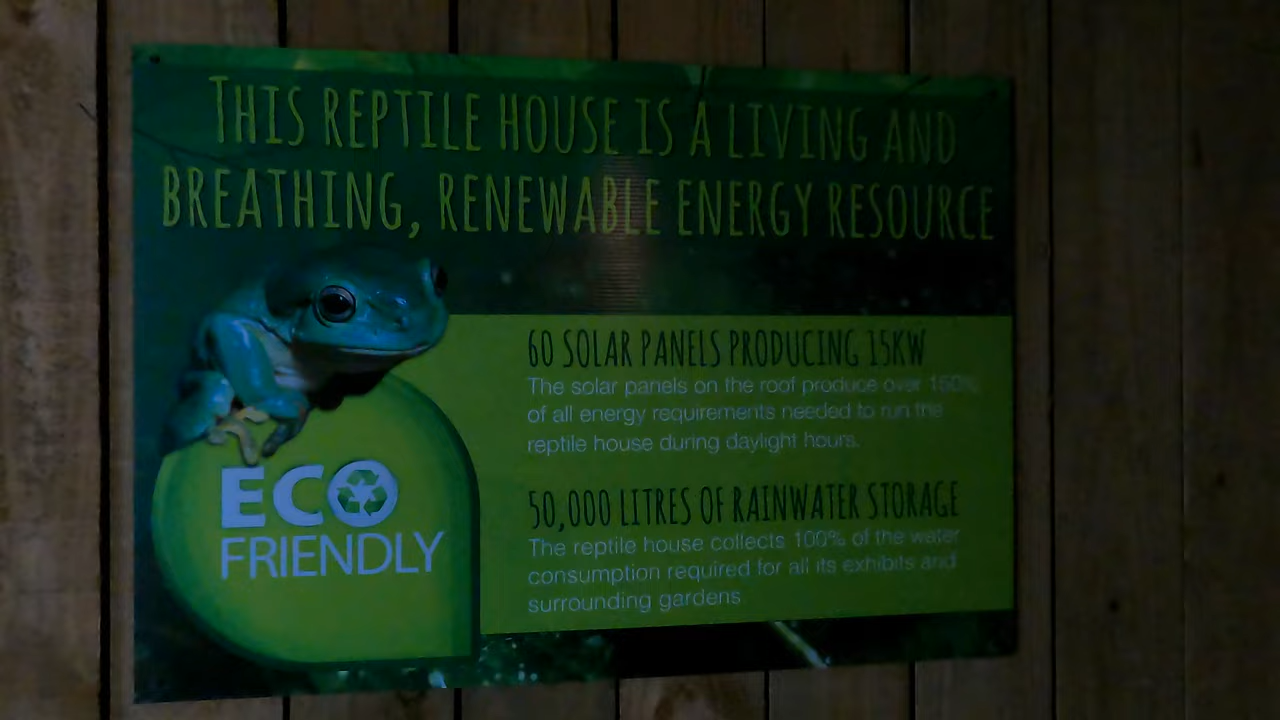 THIS REPTILE HOUSE IS A LIVING AND
BREATHING, RENEWABLE ENERGY RESOURCE
60 SOLAR PANELS PRODUCING 15KW
The solar panels on the roof produce over
of all energy requirements needed to run the
reptile house during daylight hours.
50,000 LITRES OF RAINWATER STORAGE
The reptile house collects 100% of the water
consumption required for all its exhibits and
surrounding gardens
ECO
FRIENDLY